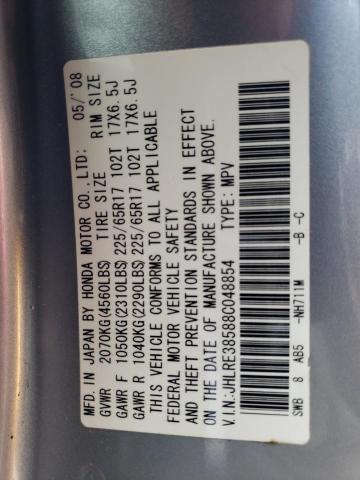 MFD. IN JAPAN BY HONDA MOTOR CO.,LTD: 05/'08
GVWR 2070KG(4560LBS) TIRE SIZE RIM SIZE
GAWR F 1050KG(2310LBS) 225/65R17 102T 17X6.5J
GAWR R 1040KG(2290LBS) 225/65R17 102T 17X6.5J
THIS VEHICLE CONFORMS TO ALL APPLICABLE
FEDERAL MOTOR VEHICLE SAFETY
AND THEFT PREVENTION STANDARDS IN EFFECT
ON THE DATE OF MANUFACTURE SHOWN ABOVE.
V.IN:JHLRE38588C048854 TYPE: MPV
SWB 8 AB5 -NH711M -B -C